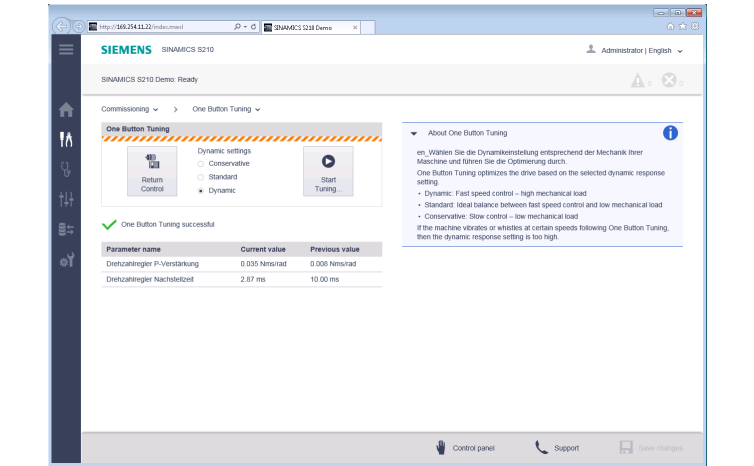 http://169.254.11.22/index.mwsl
SINAMICS S210 Demo
SIEMENS SINAMICS S210
Administrator | English
SINAMICS S210 Demo: Ready
0 0
Commissioning > One Button Tuning
One Button Tuning
Dynamic settings
Conservative
Standard
Dynamic
Return
Control
Start
Tuning...
One Button Tuning successful
Parameter name Current value Previous value
Drehzahlregler P-Verstärkung 0.035 Nms/rad 0.008 Nms/rad
Drehzahlregler Nachstellzeit 2.87 ms 10.00 ms
About One Button Tuning
en_Wählen Sie die Dynamikeinstellung entsprechend der Mechanik Ihrer
Maschine und führen Sie die Optimierung durch.
One Button Tuning optimizes the drive based on the selected dynamic response
setting.
• Dynamic: Fast speed control – high mechanical load
• Standard: Ideal balance between fast speed control and low mechanical load
• Conservative: Slow control – low mechanical load
If the machine vibrates or whistles at certain speeds following One Button Tuning,
then the dynamic response setting is too high.
Control panel Support Save changes